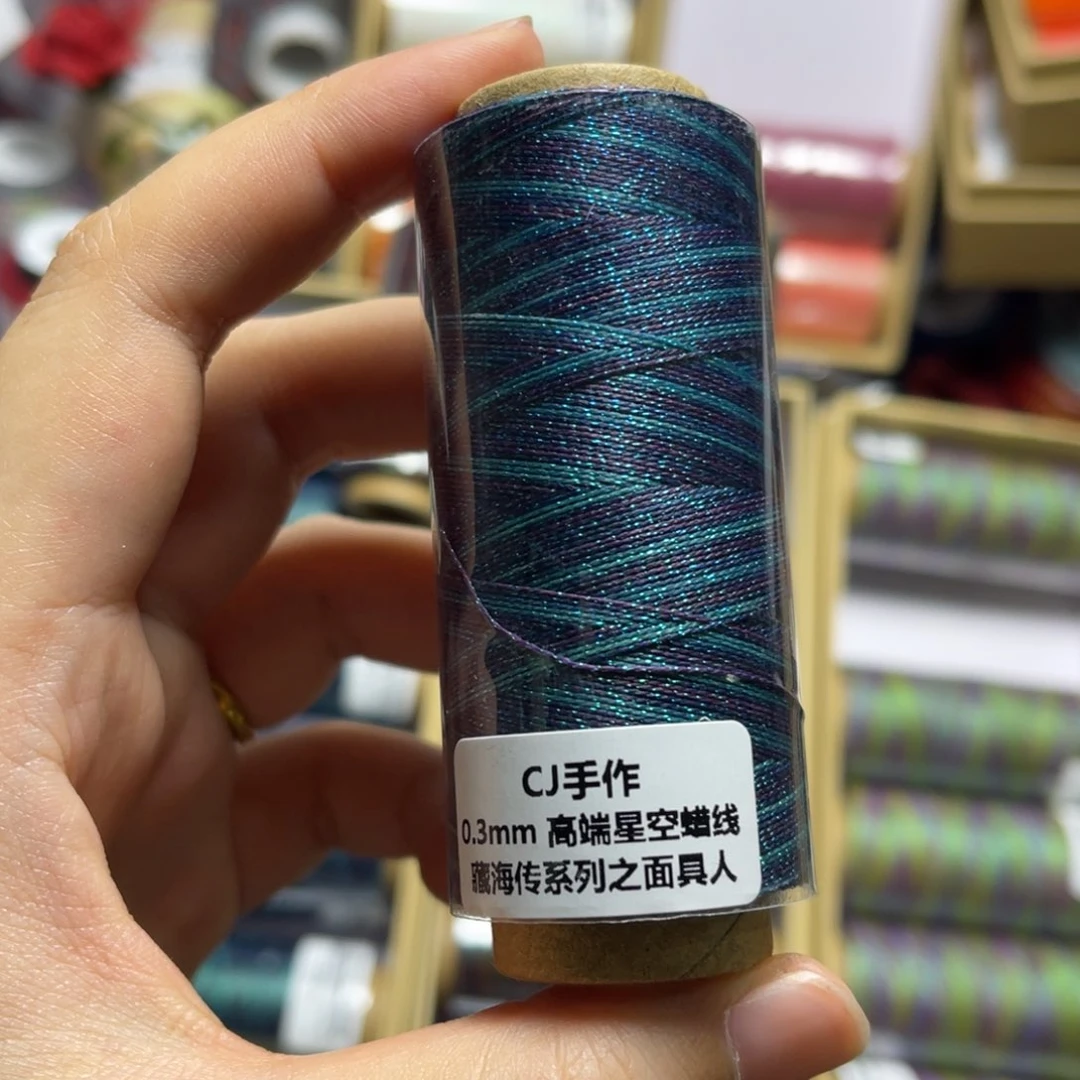 CJ手作
0.3mm 高端星空蜡线
藏海传系列之面具人